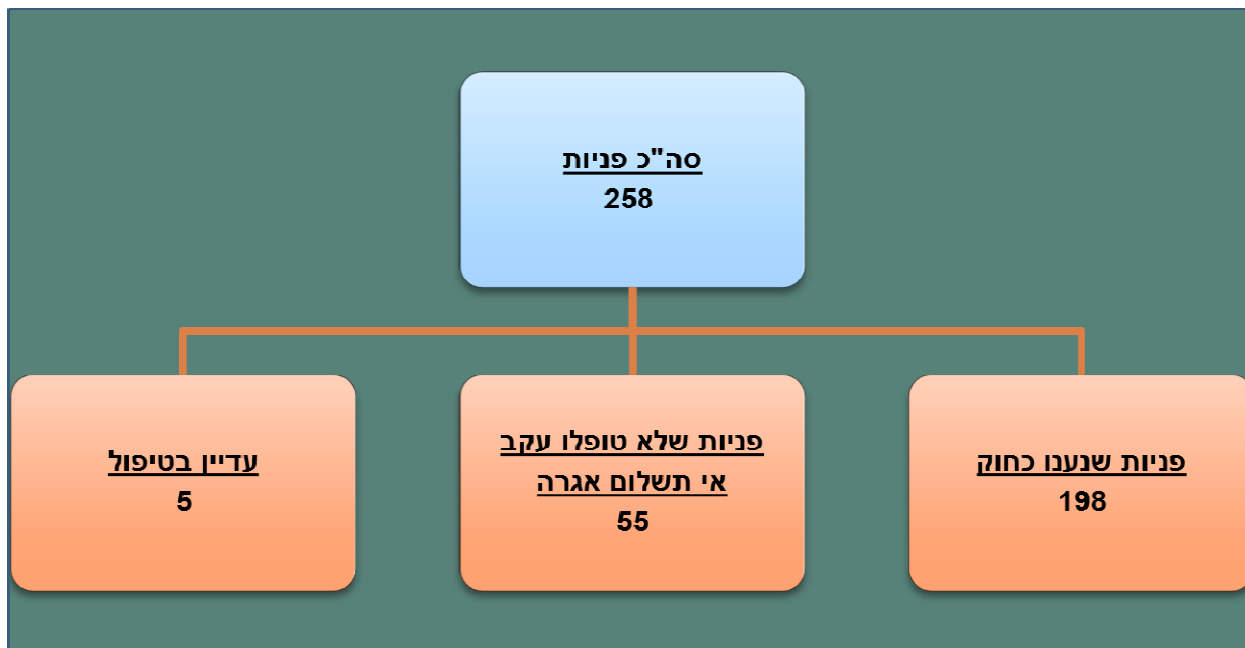 סה"כ פניות
258
פניות שנענו כחוק
198
פניות שלא טופלו עקב
אי תשלום אגרה
55
עדיין בטיפול
5